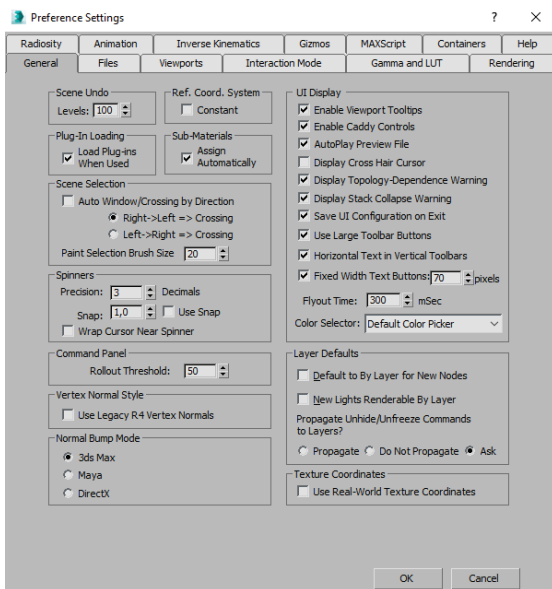 Preference Settings
?
Radiosity
Animation
Inverse Kinematics
Gizmos
MAXScript
Containers
Help
General
Files
Viewports
Interaction Mode
Gamma and LUT
Rendering
Scene Undo
Levels: 100
Ref. Coord. System
Constant
Plug-In Loading
Load Plug-ins
When Used
Sub-Materials
Assign
Automatically
Scene Selection
Auto Window/Crossing by Direction
Right->Left => Crossing
Left->Right => Crossing
Paint Selection Brush Size 20
Spinners
Precision: 3 Decimals
Snap: 1,0 Use Snap
Wrap Cursor Near Spinner
Command Panel
Rollout Threshold: 50
Vertex Normal Style
Use Legacy R4 Vertex Normals
Normal Bump Mode
3ds Max
Maya
DirectX
UI Display
Enable Viewport Tooltips
Enable Caddy Controls
AutoPlay Preview File
Display Cross Hair Cursor
Display Topology-Dependence Warning
Display Stack Collapse Warning
Save UI Configuration on Exit
Use Large Toolbar Buttons
Horizontal Text in Vertical Toolbars
Fixed Width Text Buttons: 70 pixels
Flyout Time: 300 mSec
Color Selector: Default Color Picker
Layer Defaults
Default to By Layer for New Nodes
New Lights Renderable By Layer
Propagate Unhide/Unfreeze Commands
to Layers?
Propagate Do Not Propagate Ask
Texture Coordinates
Use Real-World Texture Coordinates
OK
Cancel